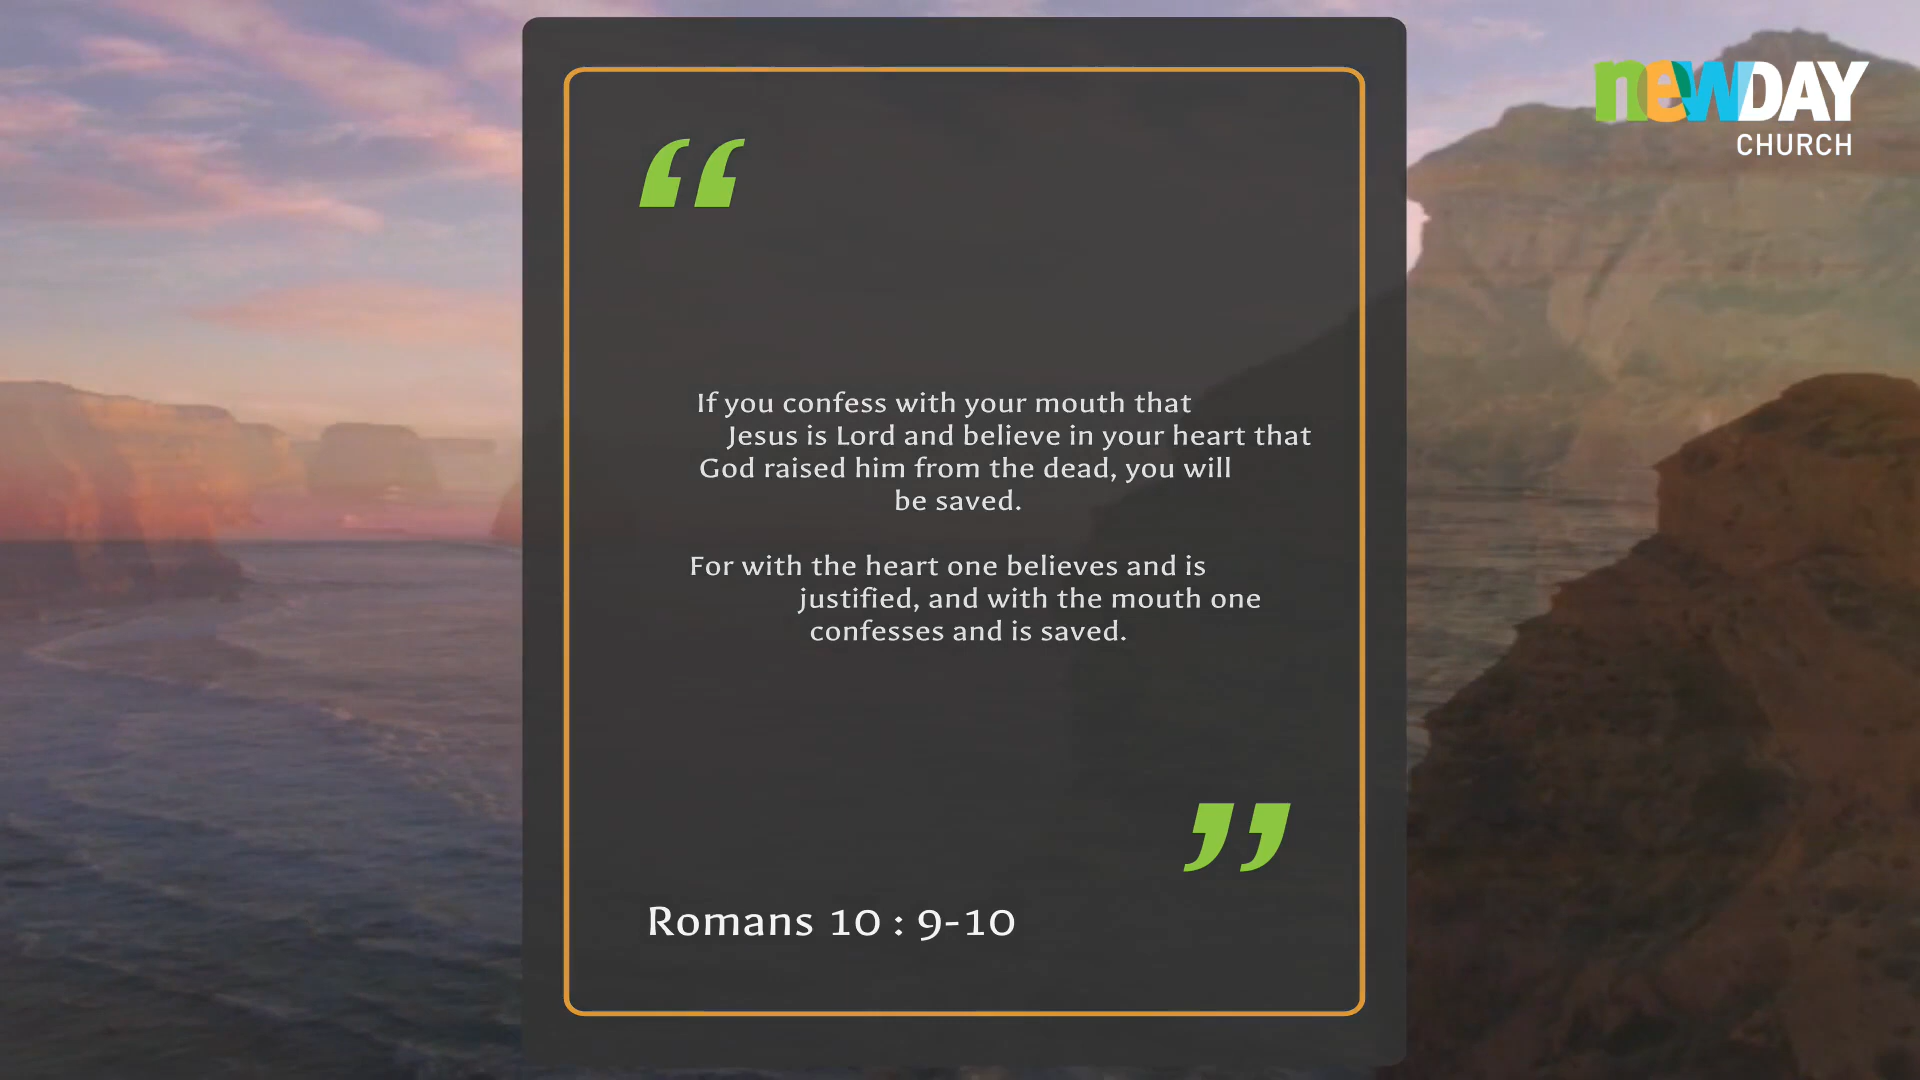 newDAY
CHURCH
“
If you confess with your mouth that
Jesus is Lord and believe in your heart that
God raised him from the dead, you will
be saved.
For with the heart one believes and is
justified, and with the mouth one
confesses and is saved.
”
Romans 10 : 9-10